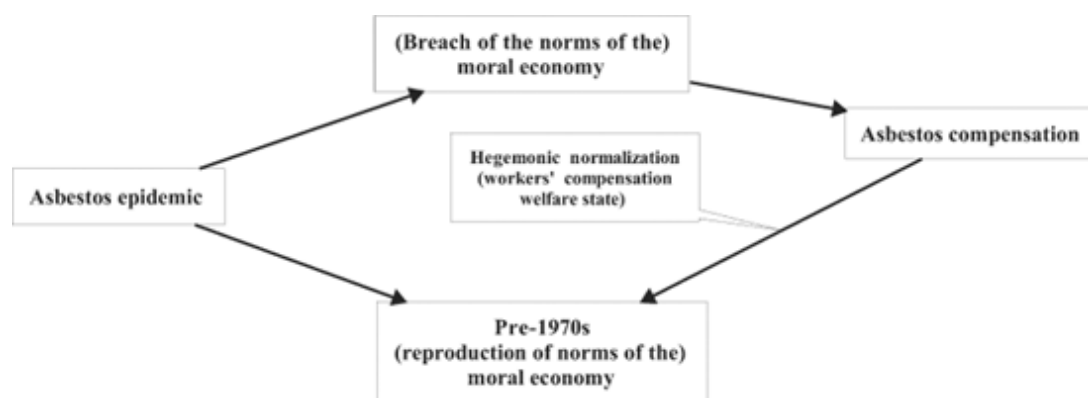 (Breach of the norms of the)
moral economy
Asbestos compensation
Hegemonic normalization
(workers' compensation
welfare state)
Asbestos epidemic
Pre-1970s
(reproduction of norms of the)
moral economy